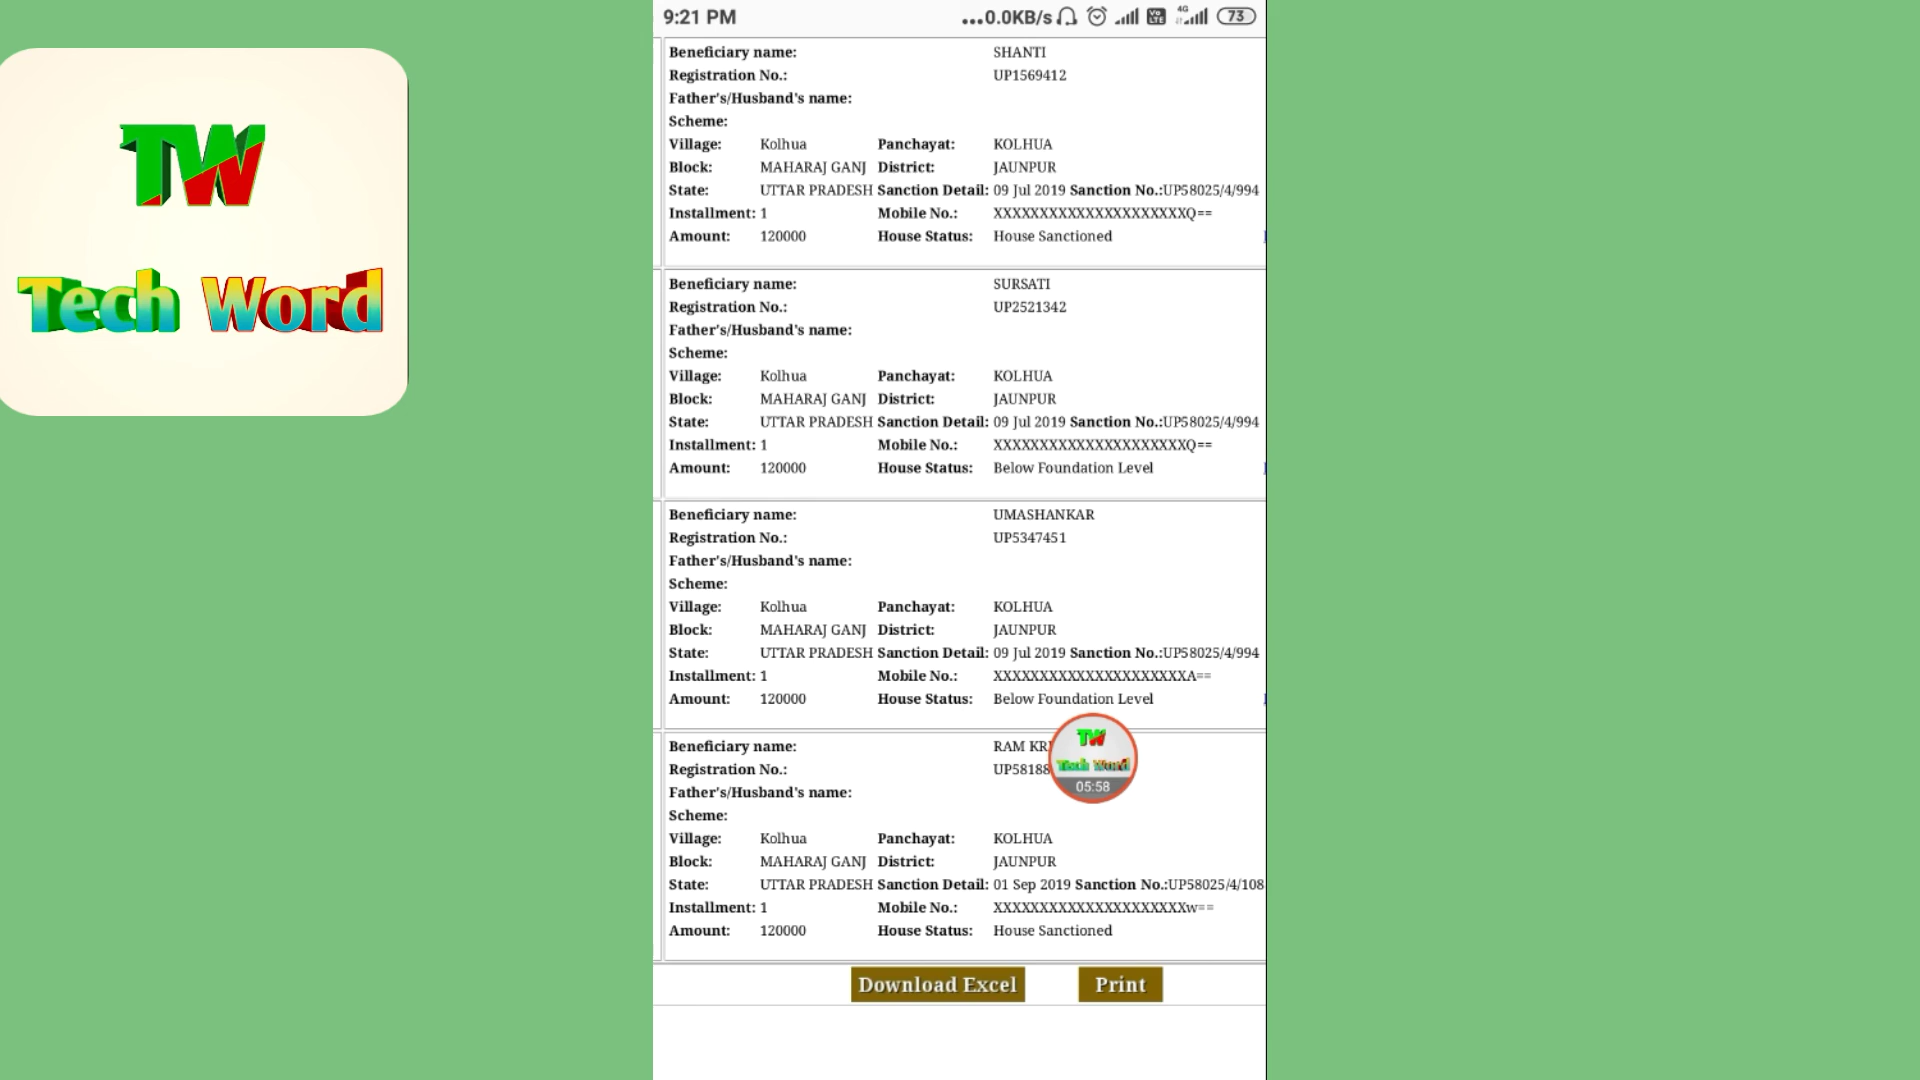 TW
Tech Word
9:21 PM ...0.0KB/s Vo LTE 4G 73
Beneficiary name: SHANTI
Registration No.: UP1569412
Father's/Husband's name:
Scheme:
Village: Kolhua Panchayat: KOLHUA
Block: MAHARAJ GANJ District: JAUNPUR
State: UTTAR PRADESH Sanction Detail: 09 Jul 2019 Sanction No.:UP58025/4/994
Installment: 1 Mobile No.: XXXXXXXXXXXXXXXXXXXXXQ==
Amount: 120000 House Status: House Sanctioned
Beneficiary name: SURSATI
Registration No.: UP2521342
Father's/Husband's name:
Scheme:
Village: Kolhua Panchayat: KOLHUA
Block: MAHARAJ GANJ District: JAUNPUR
State: UTTAR PRADESH Sanction Detail: 09 Jul 2019 Sanction No.:UP58025/4/994
Installment: 1 Mobile No.: XXXXXXXXXXXXXXXXXXXXXQ==
Amount: 120000 House Status: Below Foundation Level
Beneficiary name: UMASHANKAR
Registration No.: UP5347451
Father's/Husband's name:
Scheme:
Village: Kolhua Panchayat: KOLHUA
Block: MAHARAJ GANJ District: JAUNPUR
State: UTTAR PRADESH Sanction Detail: 09 Jul 2019 Sanction No.:UP58025/4/994
Installment: 1 Mobile No.: XXXXXXXXXXXXXXXXXXXXXA==
Amount: 120000 House Status: Below Foundation Level
Beneficiary name: RAM
TW
Tech Word
05:58
Registration No.: UP58188
Father's/Husband's name:
Scheme:
Village: Kolhua Panchayat: KOLHUA
Block: MAHARAJ GANJ District: JAUNPUR
State: UTTAR PRADESH Sanction Detail: 01 Sep 2019 Sanction No.:UP58025/4/108
Installment: 1 Mobile No.: XXXXXXXXXXXXXXXXXXXXXw==
Amount: 120000 House Status: House Sanctioned
Download Excel Print